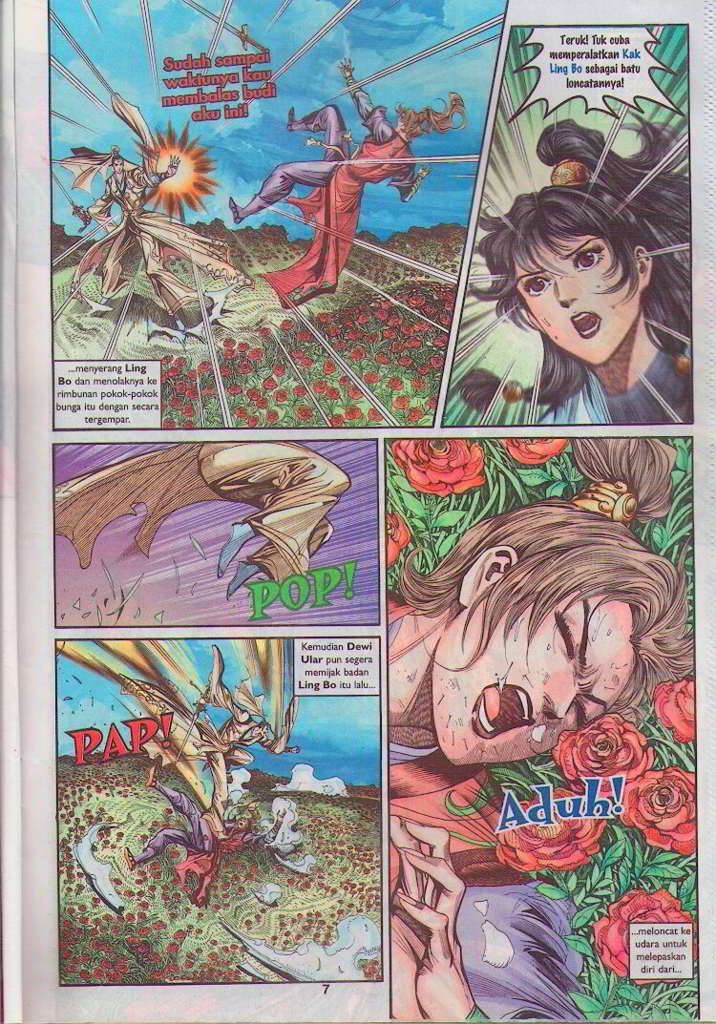 Sudah sampai
waktunya kau
membalas budi
aku ini!
...menyerang Ling
Bo dan menolaknya ke
rimbunan pokok-pokok
bunga itu dengan secara
tergempar.
Teruk! Tuk cuba
memperalatkan Kak
Ling Bo sebagai batu
loncatannya!
POP!
Kemudian Dewi
Ular pun segera
memijak badan
Ling Bo itu lalu...
PAP!
Aduh!
...meloncat ke
udara untuk
melepaskan
diri dari...
7